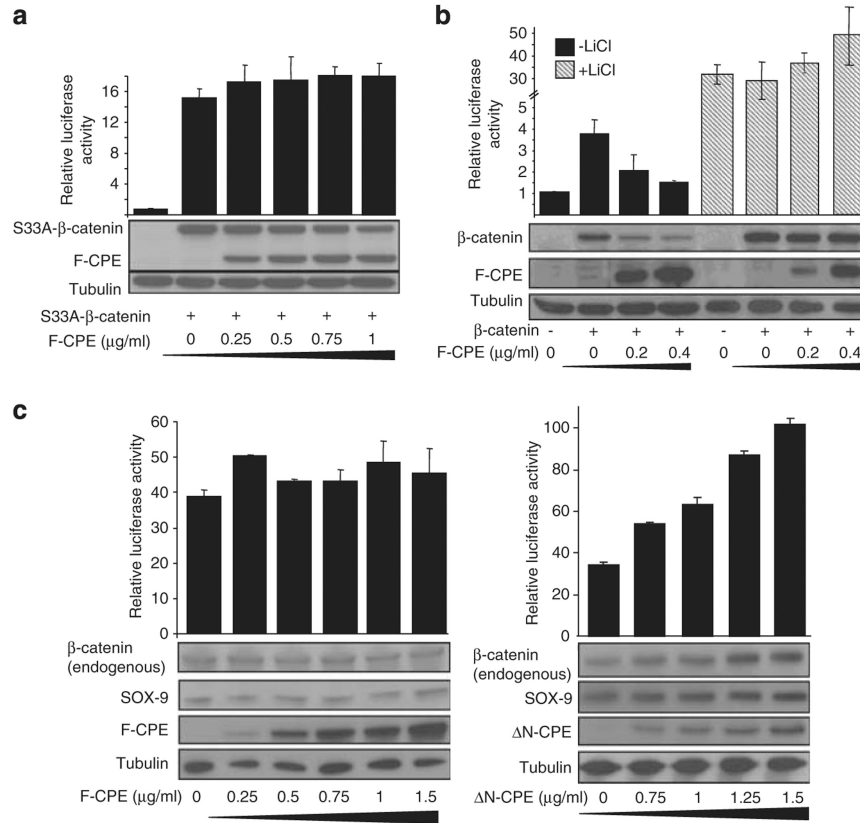 a
Relative luciferase
activity
16
12
8
4
S33A-β-catenin
F-CPE
Tubulin
S33A-β-catenin + + + + +
F-CPE (μg/ml) 0 0.25 0.5 0.75 1
b
Relative luciferase
activity
50
40
30
5
4
3
2
1
-LiCl
+LiCl
β-catenin
F-CPE
Tubulin
β-catenin - + + + - + + +
F-CPE (μg/ml) 0 0 0.2 0.4 0 0 0.2 0.4
c
Relative luciferase activity
60
50
40
30
20
10
0
β-catenin
(endogenous)
SOX-9
F-CPE
Tubulin
F-CPE (μg/ml) 0 0.25 0.5 0.75 1 1.5
Relative luciferase activity
100
80
60
40
20
0
β-catenin
(endogenous)
SOX-9
ΔN-CPE
Tubulin
ΔN-CPE (μg/ml) 0 0.75 1 1.25 1.5